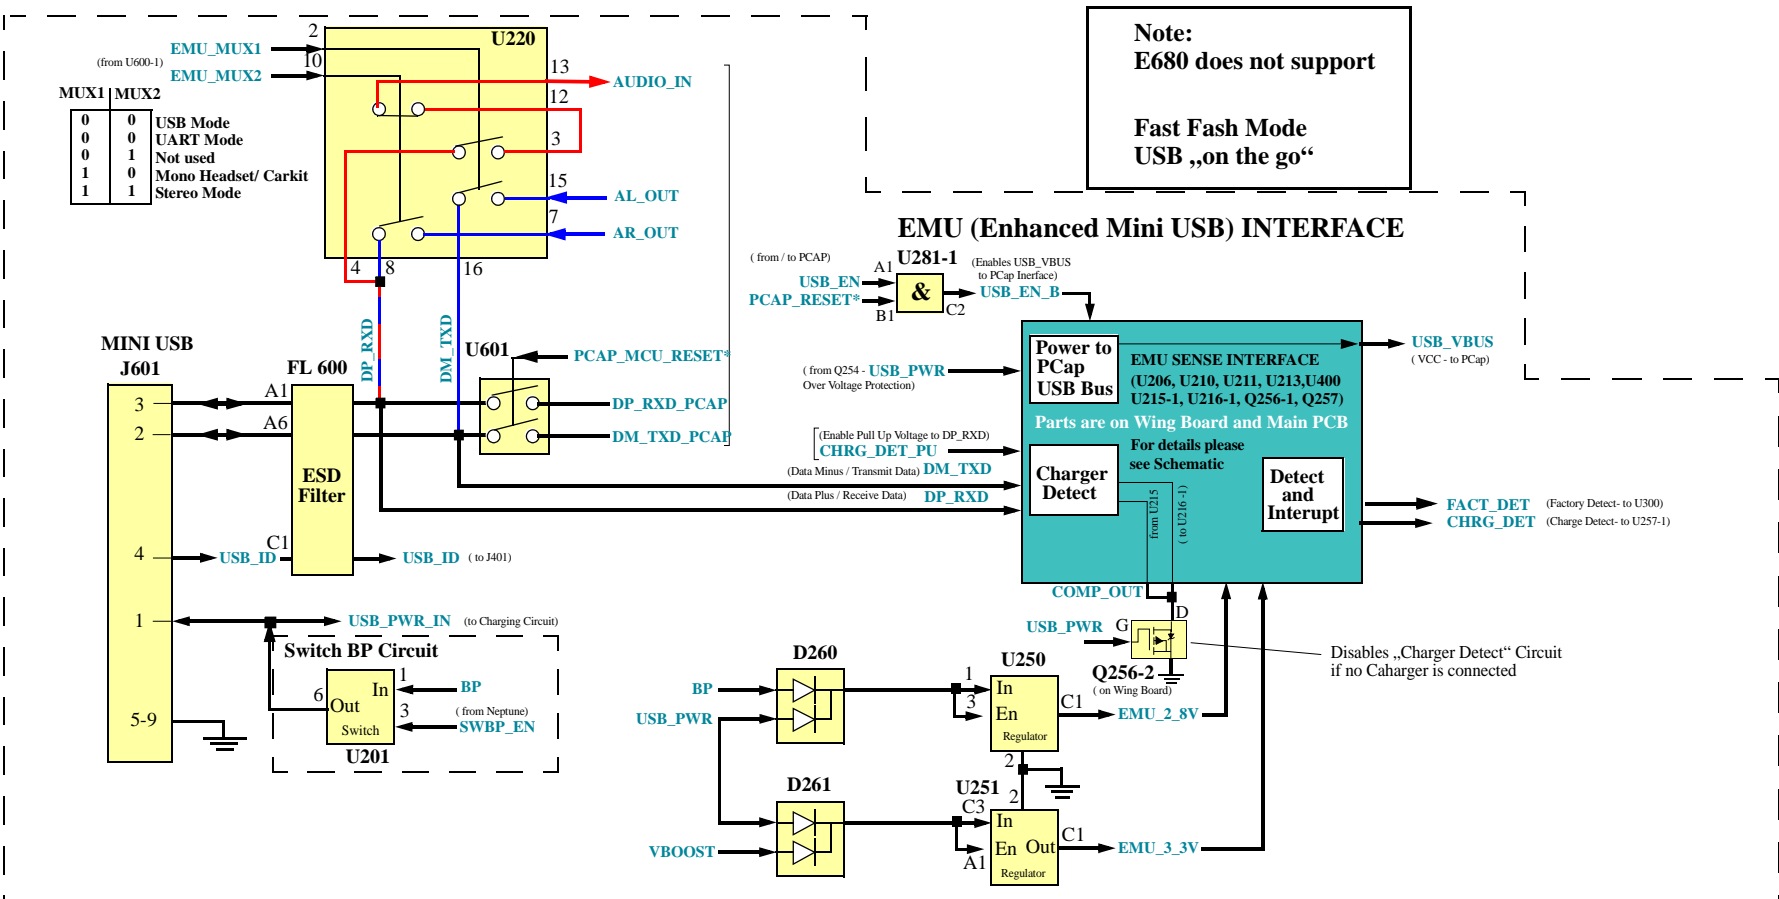 U220
2
EMU_MUX1
(from U600-1)
10
EMU_MUX2
MUX1 MUX2
0 0 USB Mode
0 0 UART Mode
0 1 Not used
1 0 Mono Headset/ Carkit
1 1 Stereo Mode
13
AUDIO_IN
12
3
15
AL_OUT
7
AR_OUT
4 8 16
Note:
E680 does not support
Fast Fash Mode
USB „on the go“
EMU (Enhanced Mini USB) INTERFACE
( from / to PCAP)
U281-1
A1
USB_EN
PCAP_RESET*
B1
&
C2
(Enables USB_VBUS
to PCap Inerface)
USB_EN_B
MINI USB
J601
FL 600
DP_RXD
DM_TXD
U601
PCAP_MCU_RESET*
DP_RXD_PCAP
DM_TXD_PCAP
3
A1
2
A6
ESD
Filter
4
USB_ID
C1
USB_ID ( to J401)
1
USB_PWR_IN (to Charging Circuit)
5-9
Switch BP Circuit
6
Out
In
1
BP
3
( from Neptune)
SWBP_EN
Switch
U201
( from Q254 - USB_PWR
Over Voltage Protection)
Power to
PCap
USB Bus
EMU SENSE INTERFACE
(U206, U210, U211, U213,U400
U215-1, U216-1, Q256-1, Q257)
Parts are on Wing Board and Main PCB
For details please
see Schematic
USB_VBUS
( VCC - to PCap)
(Enable Pull Up Voltage to DP_RXD)
CHRG_DET_PU
(Data Minus / Transmit Data) DM_TXD
(Data Plus / Receive Data) DP_RXD
Charger
Detect
from U215
( to U216 -1)
Detect
and
Interupt
FACT_DET (Factory Detect- to U300)
CHRG_DET (Charge Detect- to U257-1)
COMP_OUT
D
USB_PWR
G
Q256-2
( on Wing Board)
Disables „Charger Detect“ Circuit
if no Caharger is connected
D260
BP
USB_PWR
U250
1
In
3
En
C1
EMU_2_8V
Regulator
2
D261
VBOOST
U251
2
C3
In
A1
En Out
C1
EMU_3_3V
Regulator